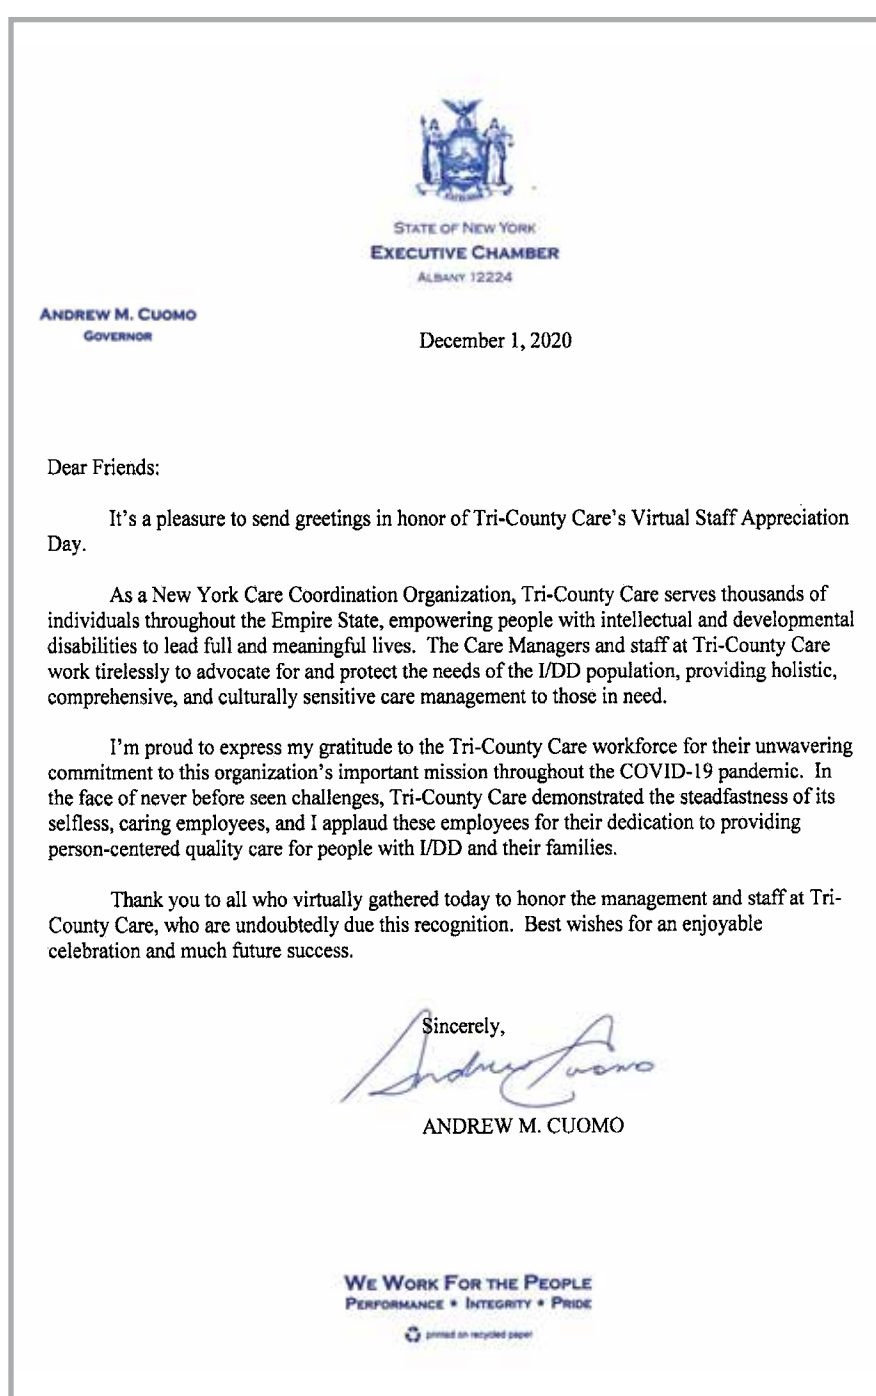 EXCELSIOR
STATE OF NEW YORK
EXECUTIVE CHAMBER
ALBANY 12224
ANDREW M. CUOMO
GOVERNOR
December 1, 2020
Dear Friends:
It's a pleasure to send greetings in honor of Tri-County Care's Virtual Staff Appreciation
Day.
As a New York Care Coordination Organization, Tri-County Care serves thousands of
individuals throughout the Empire State, empowering people with intellectual and developmental
disabilities to lead full and meaningful lives.  The Care Managers and staff at Tri-County Care
work tirelessly to advocate for and protect the needs of the I/DD population, providing holistic,
comprehensive, and culturally sensitive care management to those in need.
I'm proud to express my gratitude to the Tri-County Care workforce for their unwavering
commitment to this organization's important mission throughout the COVID-19 pandemic.  In
the face of never before seen challenges, Tri-County Care demonstrated the steadfastness of its
selfless, caring employees, and I applaud these employees for their dedication to providing
person-centered quality care for people with I/DD and their families.
Thank you to all who virtually gathered today to honor the management and staff at Tri-
County Care, who are undoubtedly due this recognition.  Best wishes for an enjoyable
celebration and much future success.
Sincerely,
Andrew Cuomo
ANDREW M. CUOMO
WE WORK FOR THE PEOPLE
PERFORMANCE * INTEGRITY * PRIDE
printed on recycled paper